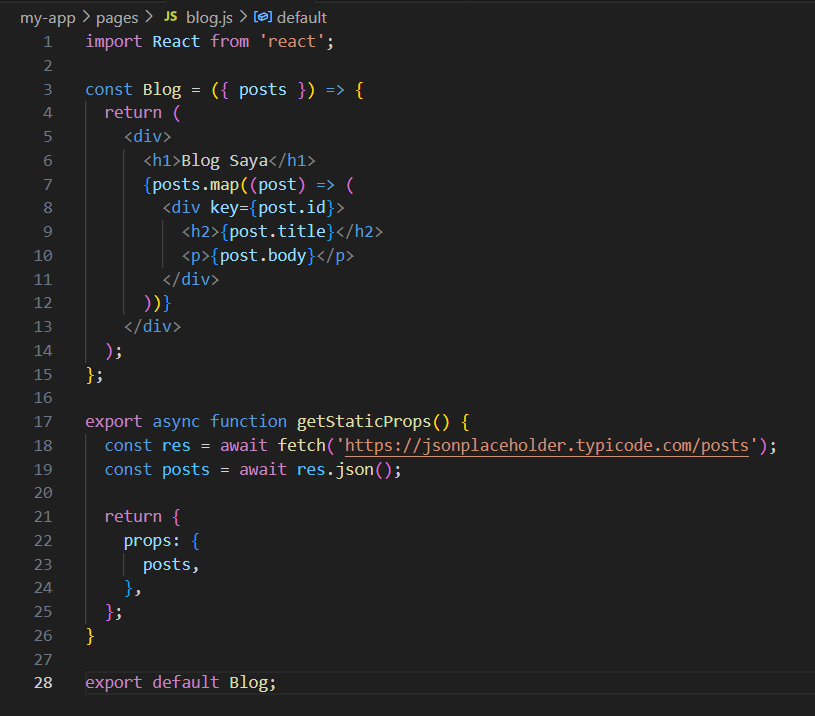 my-app > pages > JS blog.js > default
1 import React from 'react';
2
3 const Blog = ({ posts }) => {
4   return (
5     <div>
6       <h1>Blog Saya</h1>
7       {posts.map((post) => (
8         <div key={post.id}>
9           <h2>{post.title}</h2>
10           <p>{post.body}</p>
11         </div>
12       ))}
13     </div>
14   );
15 };
16
17 export async function getStaticProps() {
18   const res = await fetch('https://jsonplaceholder.typicode.com/posts');
19   const posts = await res.json();
20
21   return {
22     props: {
23       posts,
24     },
25   };
26 }
27
28 export default Blog;